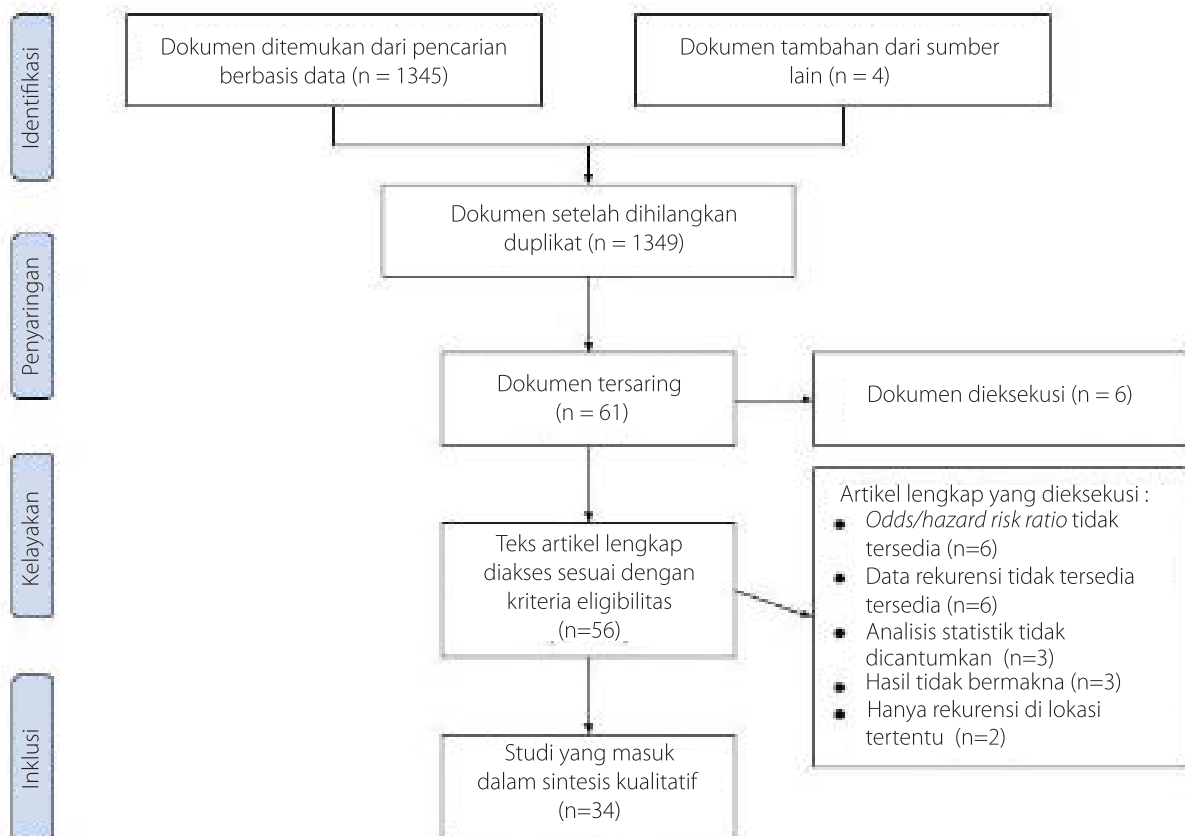 Identifikasi
Dokumen ditemukan dari pencarian
berbasis data (n = 1345)
Dokumen tambahan dari sumber
lain (n = 4)
Dokumen setelah dihilangkan
duplikat (n = 1349)
Penyaringan
Dokumen tersaring
(n = 61)
Dokumen dieksekusi (n = 6)
Kelayakan
Teks artikel lengkap
diakses sesuai dengan
kriteria eligibilitas
(n=56)
Artikel lengkap yang dieksekusi :
● Odds/hazard risk ratio tidak
tersedia (n=6)
● Data rekurensi tidak tersedia
tersedia (n=6)
● Analisis statistik tidak
dicantumkan (n=3)
● Hasil tidak bermakna (n=3)
● Hanya rekurensi di lokasi
tertentu (n=2)
Inklusi
Studi yang masuk
dalam sintesis kualitatif
(n=34)